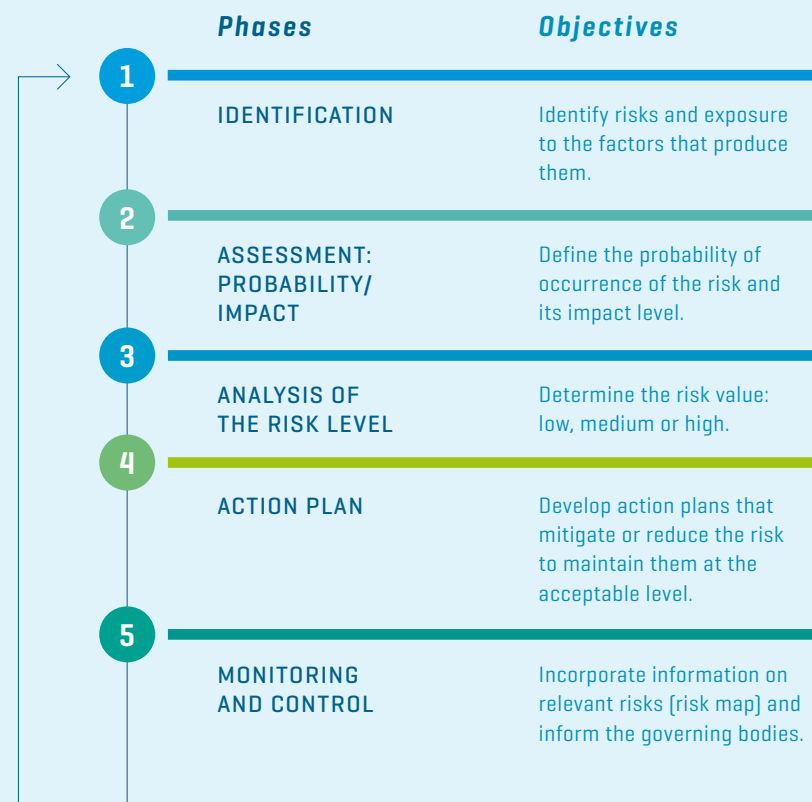 Phases
Objectives
1
IDENTIFICATION
Identify risks and exposure
to the factors that produce
them.
2
ASSESSMENT:
PROBABILITY/
IMPACT
Define the probability of
occurrence of the risk and
its impact level.
3
ANALYSIS OF
THE RISK LEVEL
Determine the risk value:
low, medium or high.
4
ACTION PLAN
Develop action plans that
mitigate or reduce the risk
to maintain them at the
acceptable level.
5
MONITORING
AND CONTROL
Incorporate information on
relevant risks (risk map) and
inform the governing bodies.